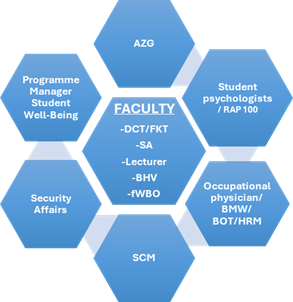 AZG
Programme
Manager
Student
Well-Being
Student
psychologists
/ RAP 100
FACULTY
-DCT/FKT
-SA
-Lecturer
-BHV
-fWBO
Security
Affairs
Occupational
physician/
BMW/
BOT/HRM
SCM